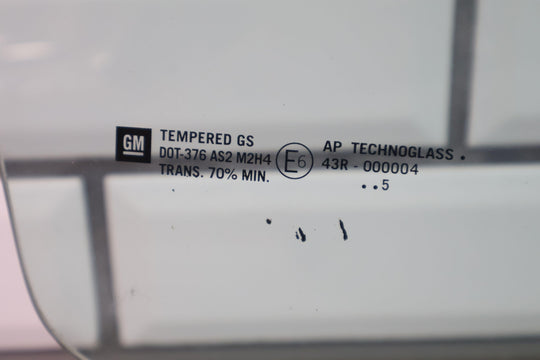 GM
TEMPERED GS
DOT-376 AS2 M2H4
TRANS. 70% MIN.
E6
AP TECHNOGLASS .
43R - 000004
..5